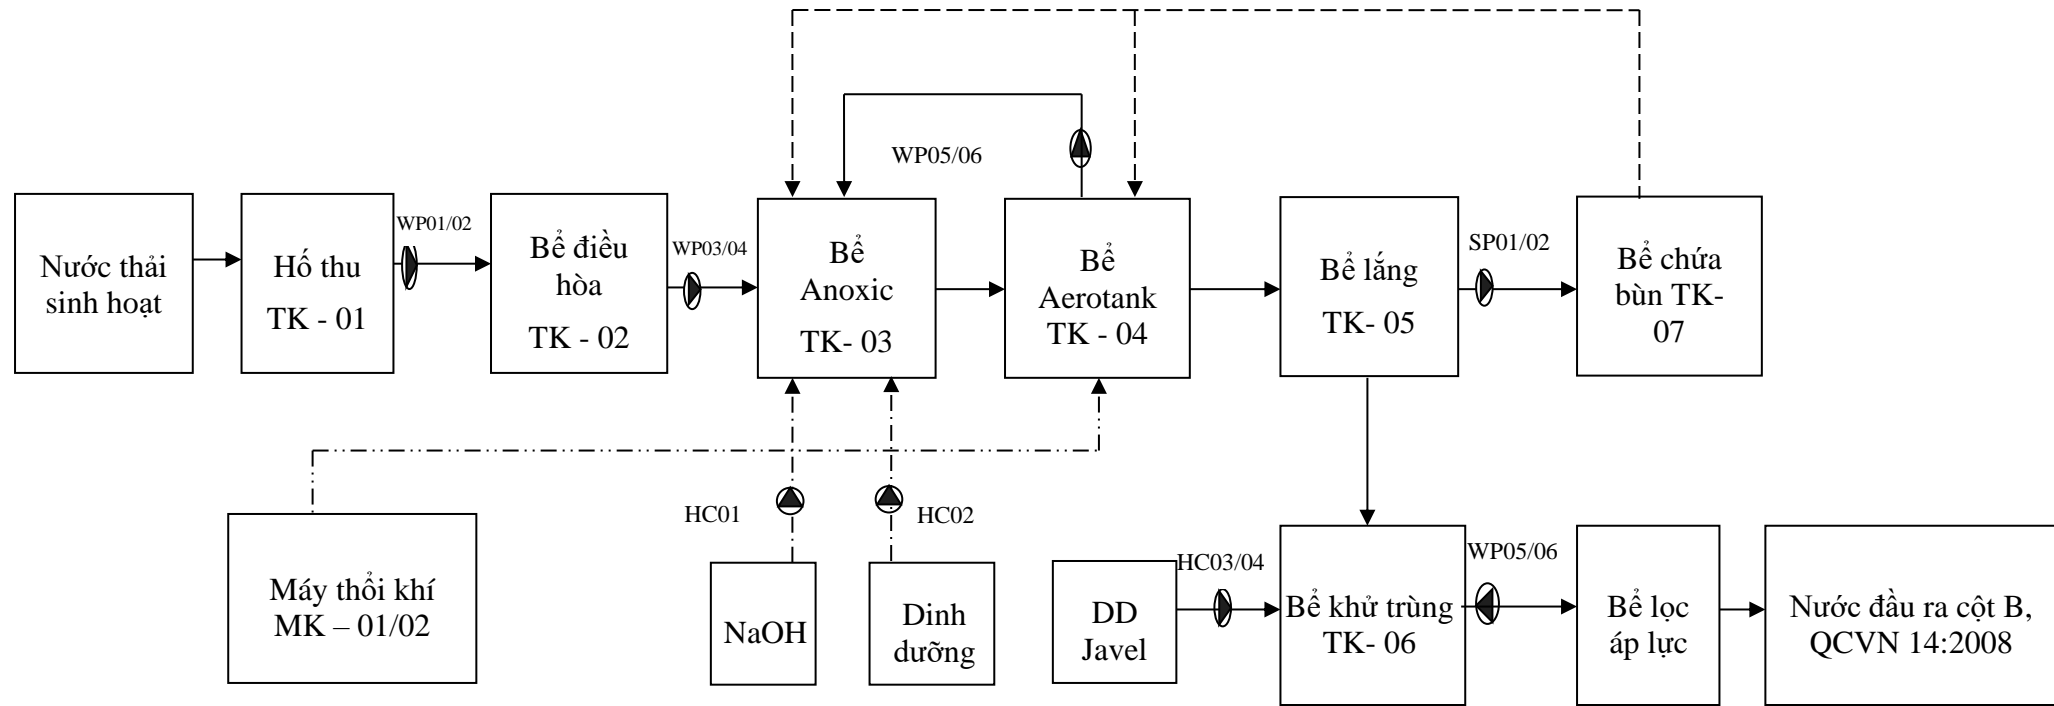 WP05/06
Nước thải
sinh hoạt
Hố thu
TK - 01
WP01/02
Bể điều
hòa
TK - 02
WP03/04
Bể
Anoxic
TK- 03
Bể
Aerotank
TK - 04
Bể lắng
TK- 05
SP01/02
Bể chứa
bùn TK-
07
Máy thổi khí
MK – 01/02
HC01
NaOH
HC02
Dinh
dưỡng
DD
Javel
HC03/04
Bể khử trùng
TK- 06
WP05/06
Bể lọc
áp lực
Nước đầu ra cột B,
QCVN 14:2008